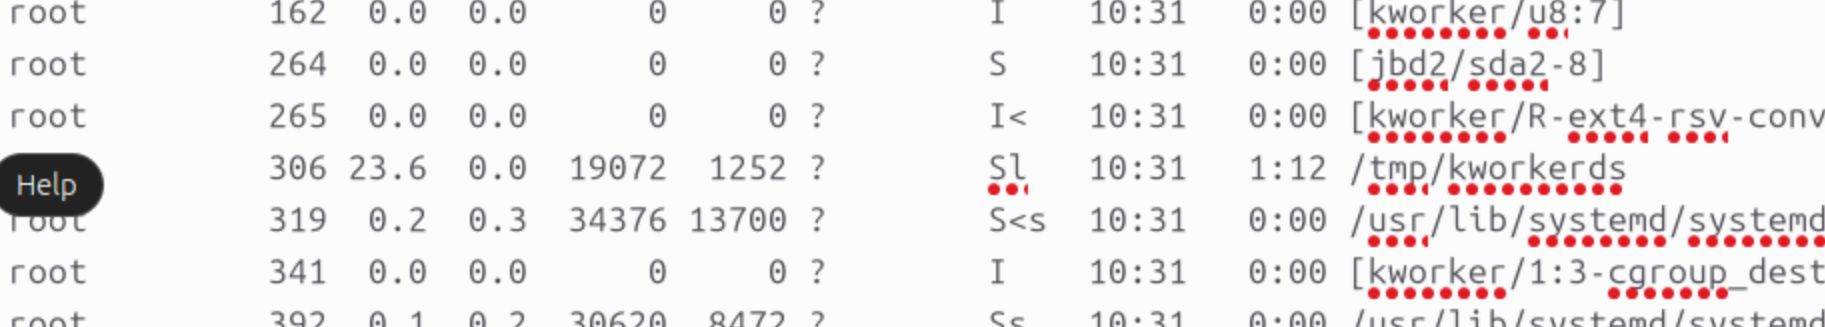 root 162 0.0 0.0 0 0 ? I 10:31 0:00 [kworker/u8:7]
root 264 0.0 0.0 0 0 ? S 10:31 0:00 [jbd2/sda2-8]
root 265 0.0 0.0 0 0 ? I< 10:31 0:00 [kworker/R-ext4-rsv-conv
Help 306 23.6 0.0 19072 1252 ? Sl 10:31 1:12 /tmp/kworkerds
root 319 0.2 0.3 34376 13700 ? S<s 10:31 0:00 /usr/lib/systemd/systemd
root 341 0.0 0.0 0 0 ? I 10:31 0:00 [kworker/1:3-cgroup_dest
root 392 0.1 0.2 30620 8472 ? Ss 10:31 0:00 /usr/lib/systemd/systemd